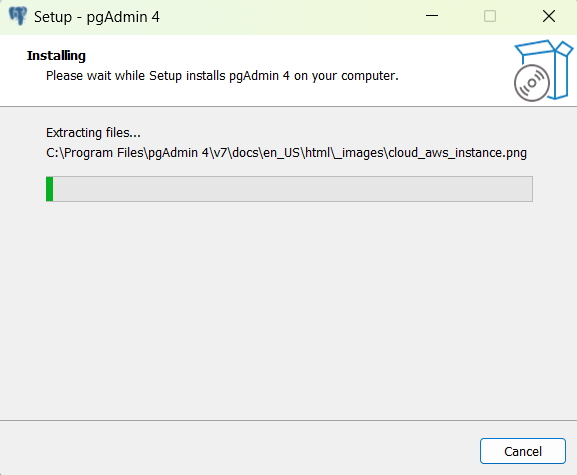 Setup - pgAdmin 4
Installing
Please wait while Setup installs pgAdmin 4 on your computer.
Extracting files...
C:\Program Files\pgAdmin 4\v7\docs\en_US\html\_images\cloud_aws_instance.png
Cancel